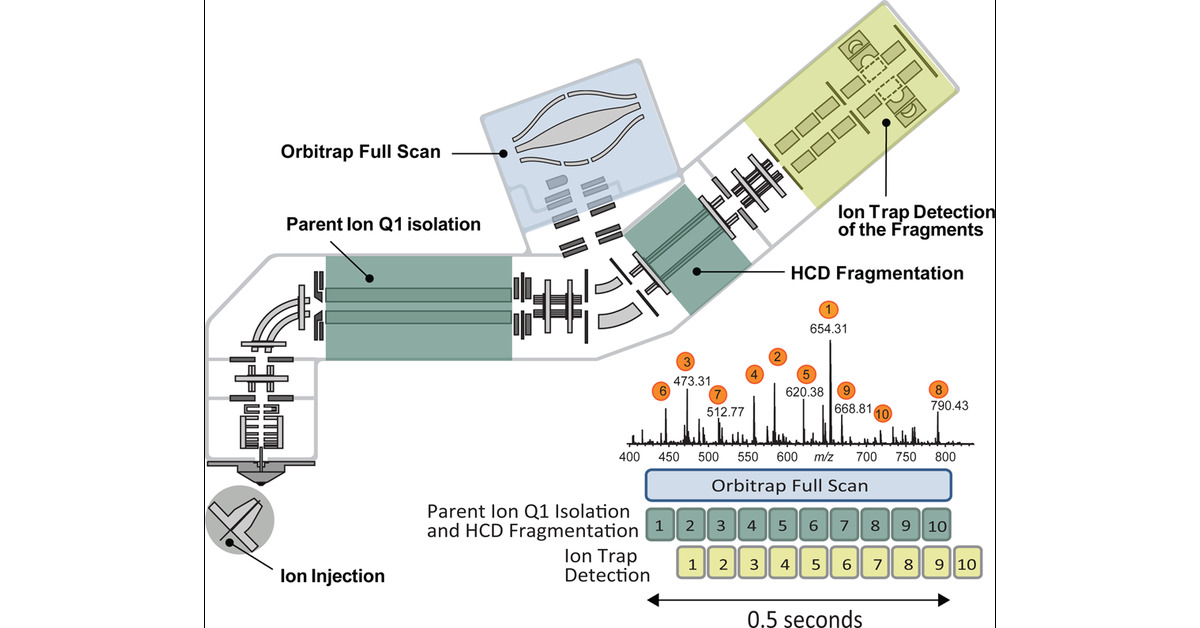 Orbitrap Full Scan
Parent Ion Q1 isolation
Ion Trap Detection
of the Fragments
HCD Fragmentation
Ion Injection
1
654.31
2
3
473.31
4
5
620.38
6
7
512.77
8
790.43
9
668.81
10
400 450 500 550 600 m/z 700 750 800
Orbitrap Full Scan
Parent Ion Q1 Isolation
and HCD Fragmentation
1 2 3 4 5 6 7 8 9 10
Ion Trap
Detection
1 2 3 4 5 6 7 8 9 10
0.5 seconds